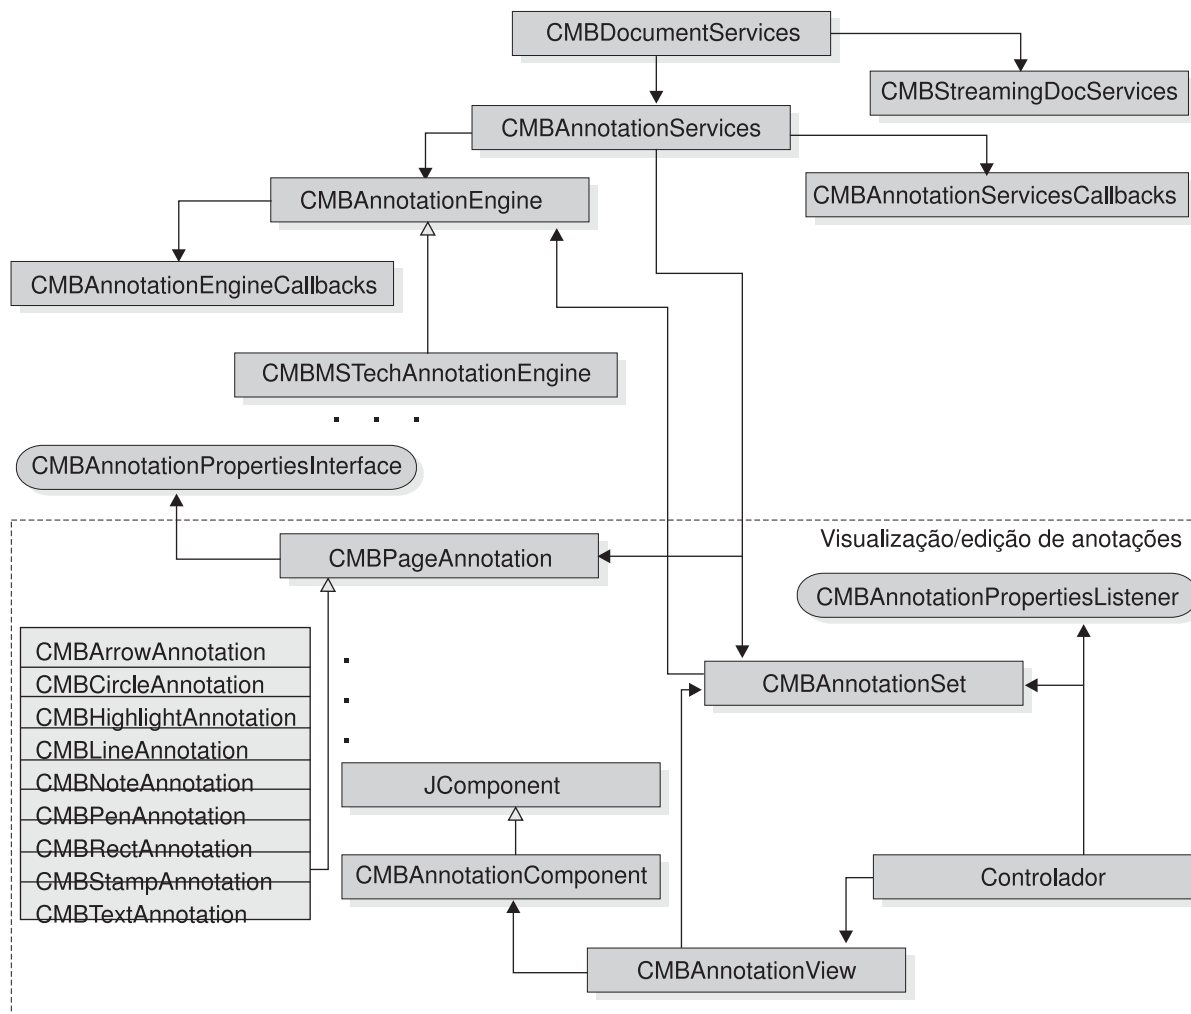 CMBDocumentServices
CMBStreamingDocServices
CMBAnnotationServices
CMBAnnotationServicesCallbacks
CMBAnnotationEngine
CMBAnnotationEngineCallbacks
CMBMSTechAnnotationEngine
CMBAnnotationPropertiesInterface
Visualização/edição de anotações
CMBPageAnnotation
CMBAnnotationPropertiesListener
CMBArrowAnnotation
CMBCircleAnnotation
CMBHighlightAnnotation
CMBLineAnnotation
CMBNoteAnnotation
CMBPenAnnotation
CMBRectAnnotation
CMBStampAnnotation
CMBTextAnnotation
CMBAnnotationSet
JComponent
CMBAnnotationComponent
Controlador
CMBAnnotationView